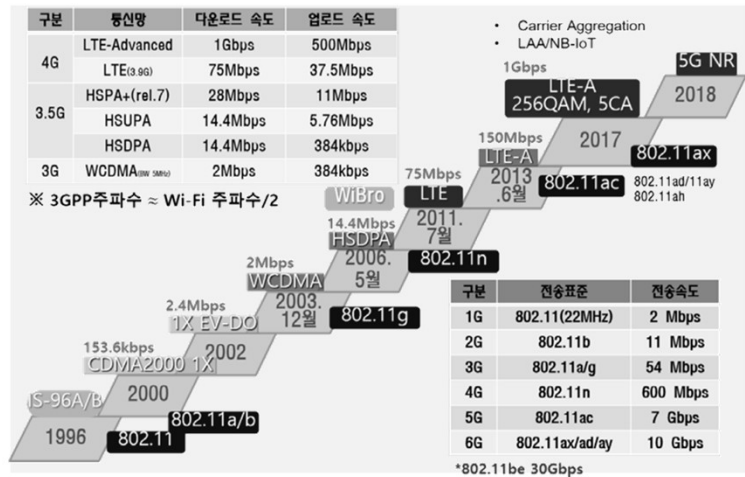 구분 통신망 다운로드 속도 업로드 속도
4G LTE-Advanced 1Gbps 500Mbps
LTE(3.9G) 75Mbps 37.5Mbps
3.5G HSPA+(rel.7) 28Mbps 11Mbps
HSUPA 14.4Mbps 5.76Mbps
HSDPA 14.4Mbps 384kbps
3G WCDMA(BW 5MHz) 2Mbps 384kbps
※ 3GPP주파수 ≈ Wi-Fi 주파수/2
• Carrier Aggregation
• LAA/NB-IoT
5G NR
2018
1Gbps
LTE-A
256QAM, 5CA
2017
802.11ax
150Mbps
LTE-A
2013
.6월
802.11ac
802.11ad/11ay
802.11ah
75Mbps
WiBro
LTE
2011.
7월
802.11n
14.4Mbps
HSDPA
2006.
5월
2Mbps
WCDMA
2003.
12월
802.11g
2.4Mbps
1X EV-DO
2002
153.6kbps
CDMA2000 1X
2000
802.11a/b
IS-96A/B
1996
802.11
구분 전송표준 전송속도
1G 802.11(22MHz) 2 Mbps
2G 802.11b 11 Mbps
3G 802.11a/g 54 Mbps
4G 802.11n 600 Mbps
5G 802.11ac 7 Gbps
6G 802.11ax/ad/ay 10 Gbps
*802.11be 30Gbps